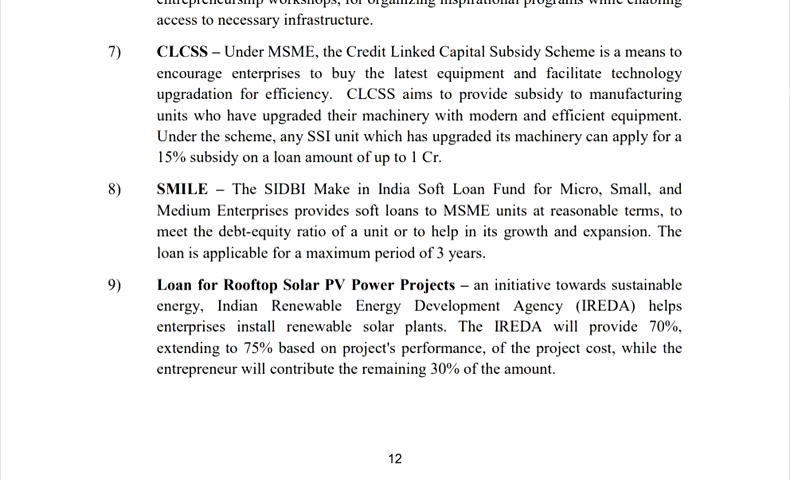 entrepreneurship workshops, for organizing inspirational programs while enabling
access to necessary infrastructure.
7) CLCSS – Under MSME, the Credit Linked Capital Subsidy Scheme is a means to
encourage enterprises to buy the latest equipment and facilitate technology
upgradation for efficiency. CLCSS aims to provide subsidy to manufacturing
units who have upgraded their machinery with modern and efficient equipment.
Under the scheme, any SSI unit which has upgraded its machinery can apply for a
15% subsidy on a loan amount of up to 1 Cr.
8) SMILE – The SIDBI Make in India Soft Loan Fund for Micro, Small, and
Medium Enterprises provides soft loans to MSME units at reasonable terms, to
meet the debt-equity ratio of a unit or to help in its growth and expansion. The
loan is applicable for a maximum period of 3 years.
9) Loan for Rooftop Solar PV Power Projects – an initiative towards sustainable
energy, Indian Renewable Energy Development Agency (IREDA) helps
enterprises install renewable solar plants. The IREDA will provide 70%,
extending to 75% based on project's performance, of the project cost, while the
entrepreneur will contribute the remaining 30% of the amount.
12